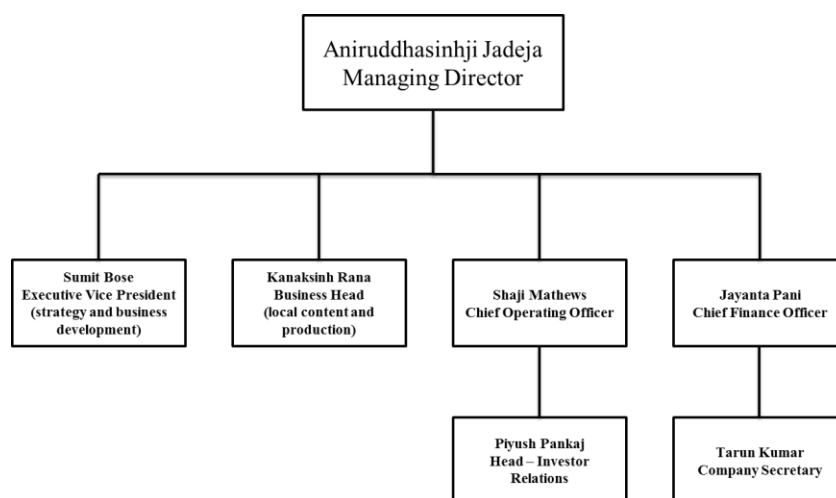 Aniruddhasinhji Jadeja
Managing Director
Sumit Bose
Executive Vice President
(strategy and business
development)
Kanaksinh Rana
Business Head
(local content and
production)
Shaji Mathews
Chief Operating Officer
Jayanta Pani
Chief Finance Officer
Piyush Pankaj
Head – Investor
Relations
Tarun Kumar
Company Secretary